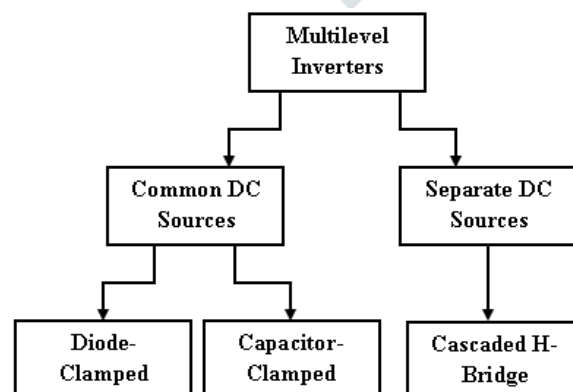 Multilevel
Inverters
Common DC
Sources
Separate DC
Sources
Diode-
Clamped
Capacitor-
Clamped
Cascaded H-
Bridge